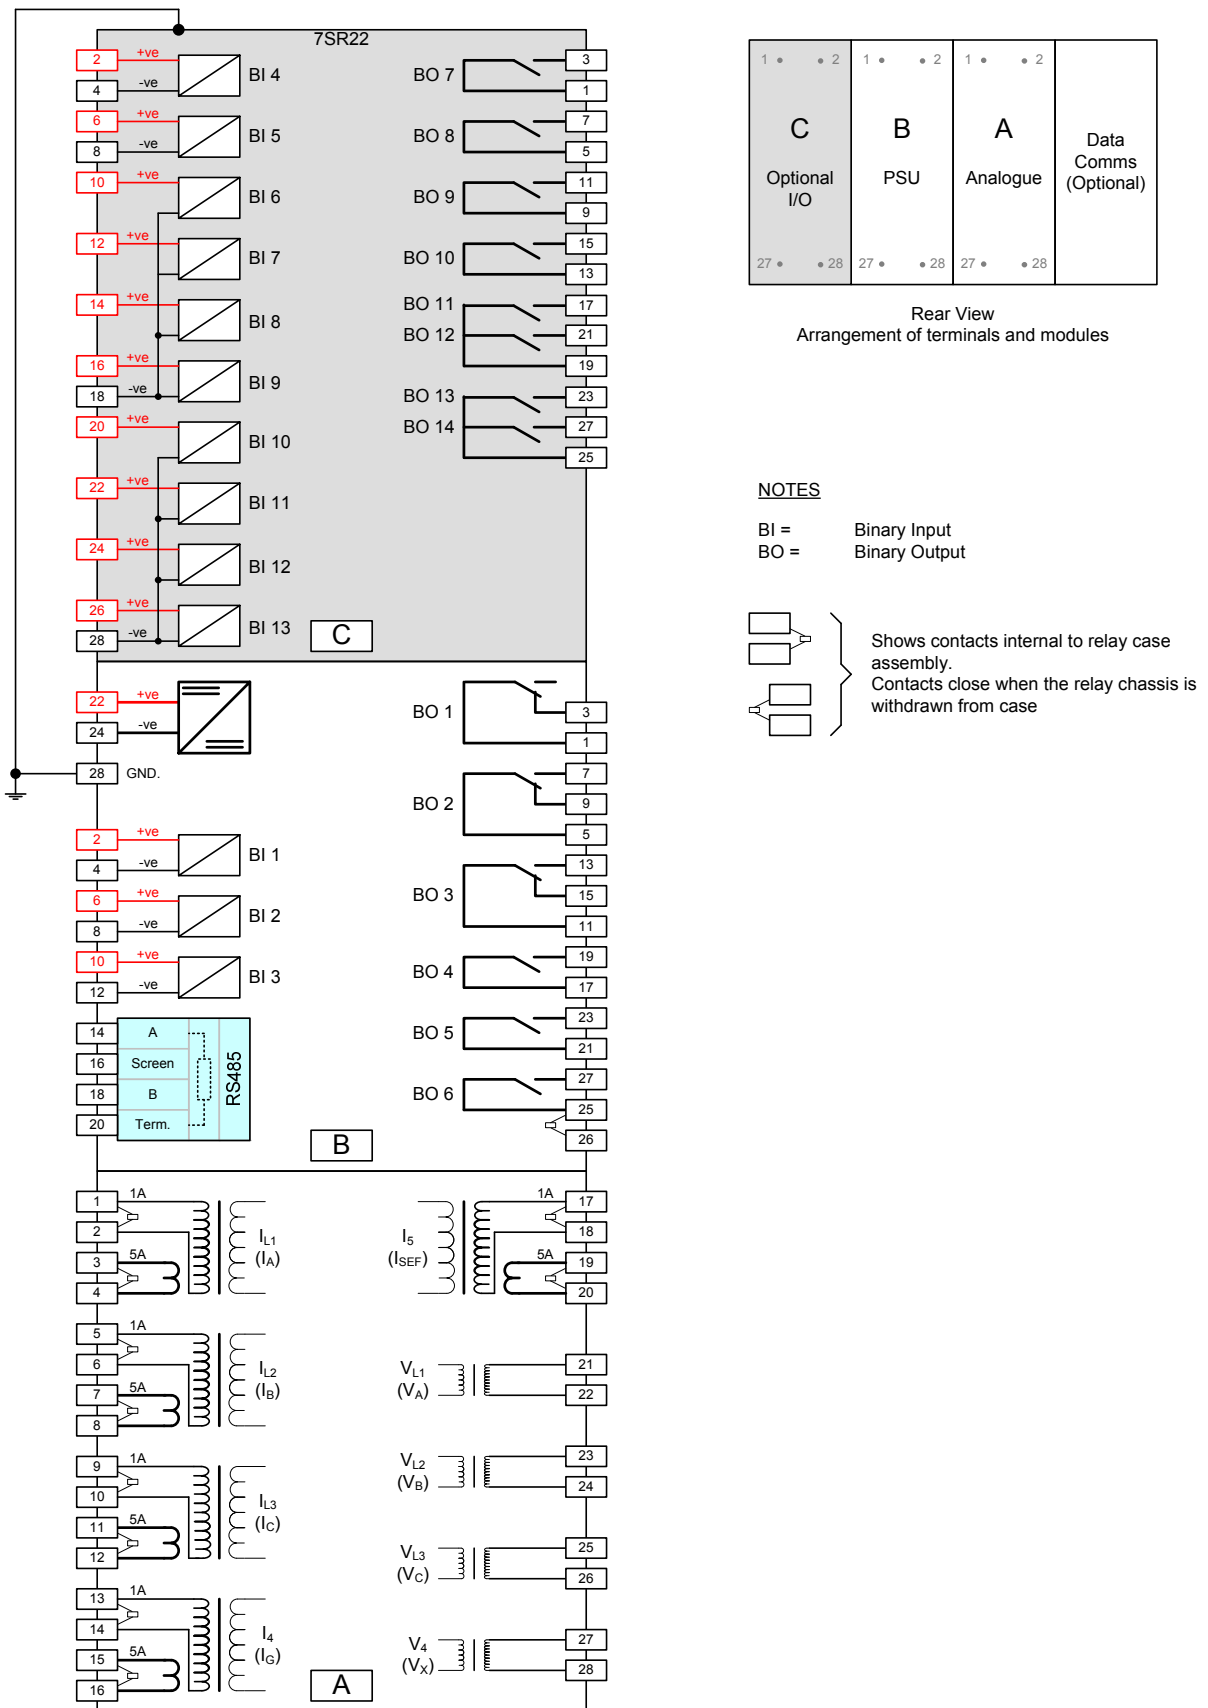 7SR22
2 +ve BI 4 BO 7 3
4 -ve 1
6 +ve BI 5 BO 8 7
8 -ve 5
10 +ve BI 6 BO 9 11
9
12 +ve BI 7 BO 10 15
13
14 +ve BI 8 BO 11 17
BO 12 21
16 +ve BI 9 19
18 -ve BO 13 23
20 +ve BI 10 BO 14 27
25
22 +ve BI 11
24 +ve BI 12
26 +ve BI 13
28 -ve C
22 +ve BO 1 3
24 -ve 1
28 GND. 7
BO 2 9
5
2 +ve BI 1 13
4 -ve
6 +ve BI 2 BO 3 15
8 -ve 11
10 +ve BI 3 BO 4 19
12 -ve 17
14 A RS485 23
16 Screen BO 5 21
18 B BO 6 27
25
20 Term. B 26
1 1A 1A 17
2 IL1 I5 18
3 5A (IA) (ISEF) 5A 19
4 20
5 1A
6 IL2 VL1 21
7 5A (IB) (VA) 22
8
9 1A VL2 23
10 IL3 (VB) 24
11 5A (IC) VL3 25
12 (VC) 26
13 1A
14 I4 V4 27
15 5A (IG) (VX) 28
16 A
1 2 1 2 1 2
C B A Data
Comms
(Optional)
Optional
I/O PSU Analogue
27 28 27 28 27 28
Rear View
Arrangement of terminals and modules
NOTES
BI = Binary Input
BO = Binary Output
Shows contacts internal to relay case
assembly.
Contacts close when the relay chassis is
withdrawn from case